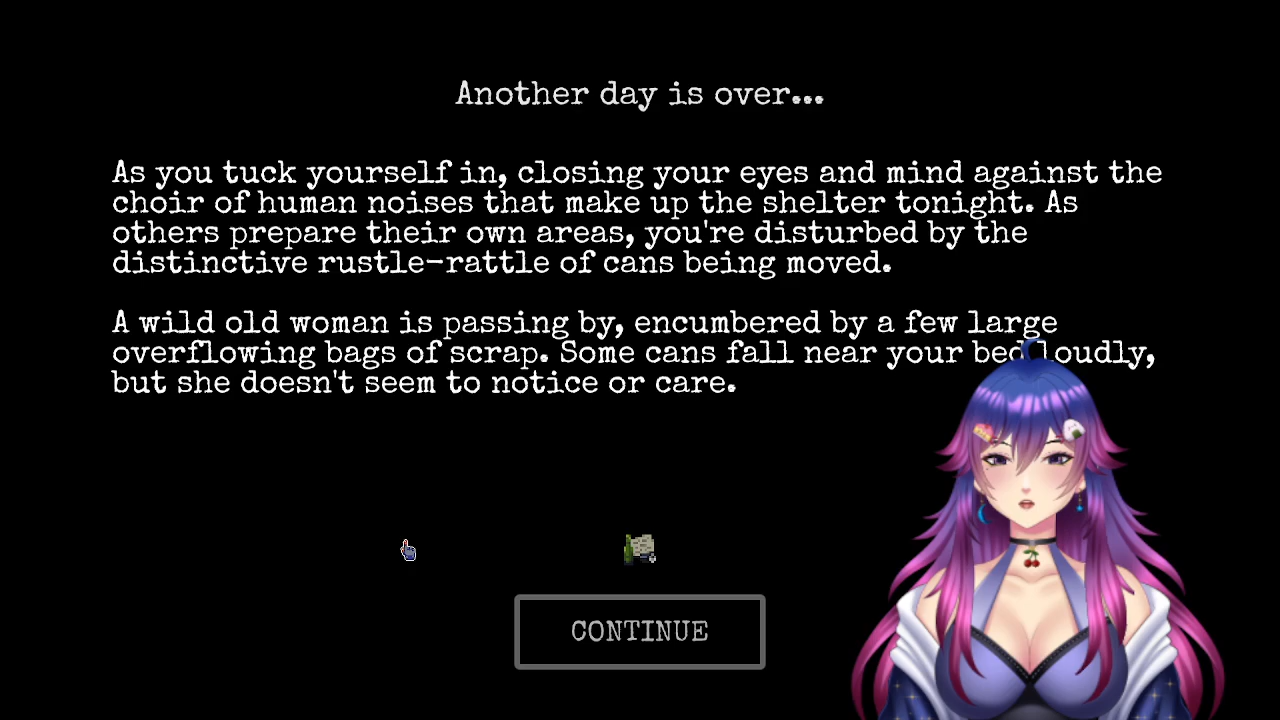 Another day is over...
As you tuck yourself in, closing your eyes and mind against the
choir of human noises that make up the shelter tonight. As
others prepare their own areas, you're disturbed by the
distinctive rustle-rattle of cans being moved.
A wild old woman is passing by, encumbered by a few large
overflowing bags of scrap. Some cans fall near your bed loudly,
but she doesn't seem to notice or care.
CONTINUE